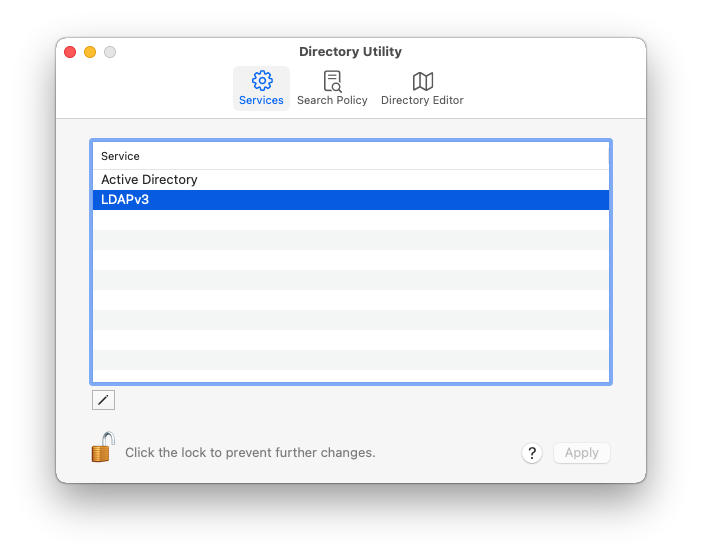 Directory Utility
Services Search Policy Directory Editor
Service
Active Directory
LDAPv3
Click the lock to prevent further changes.
? Apply